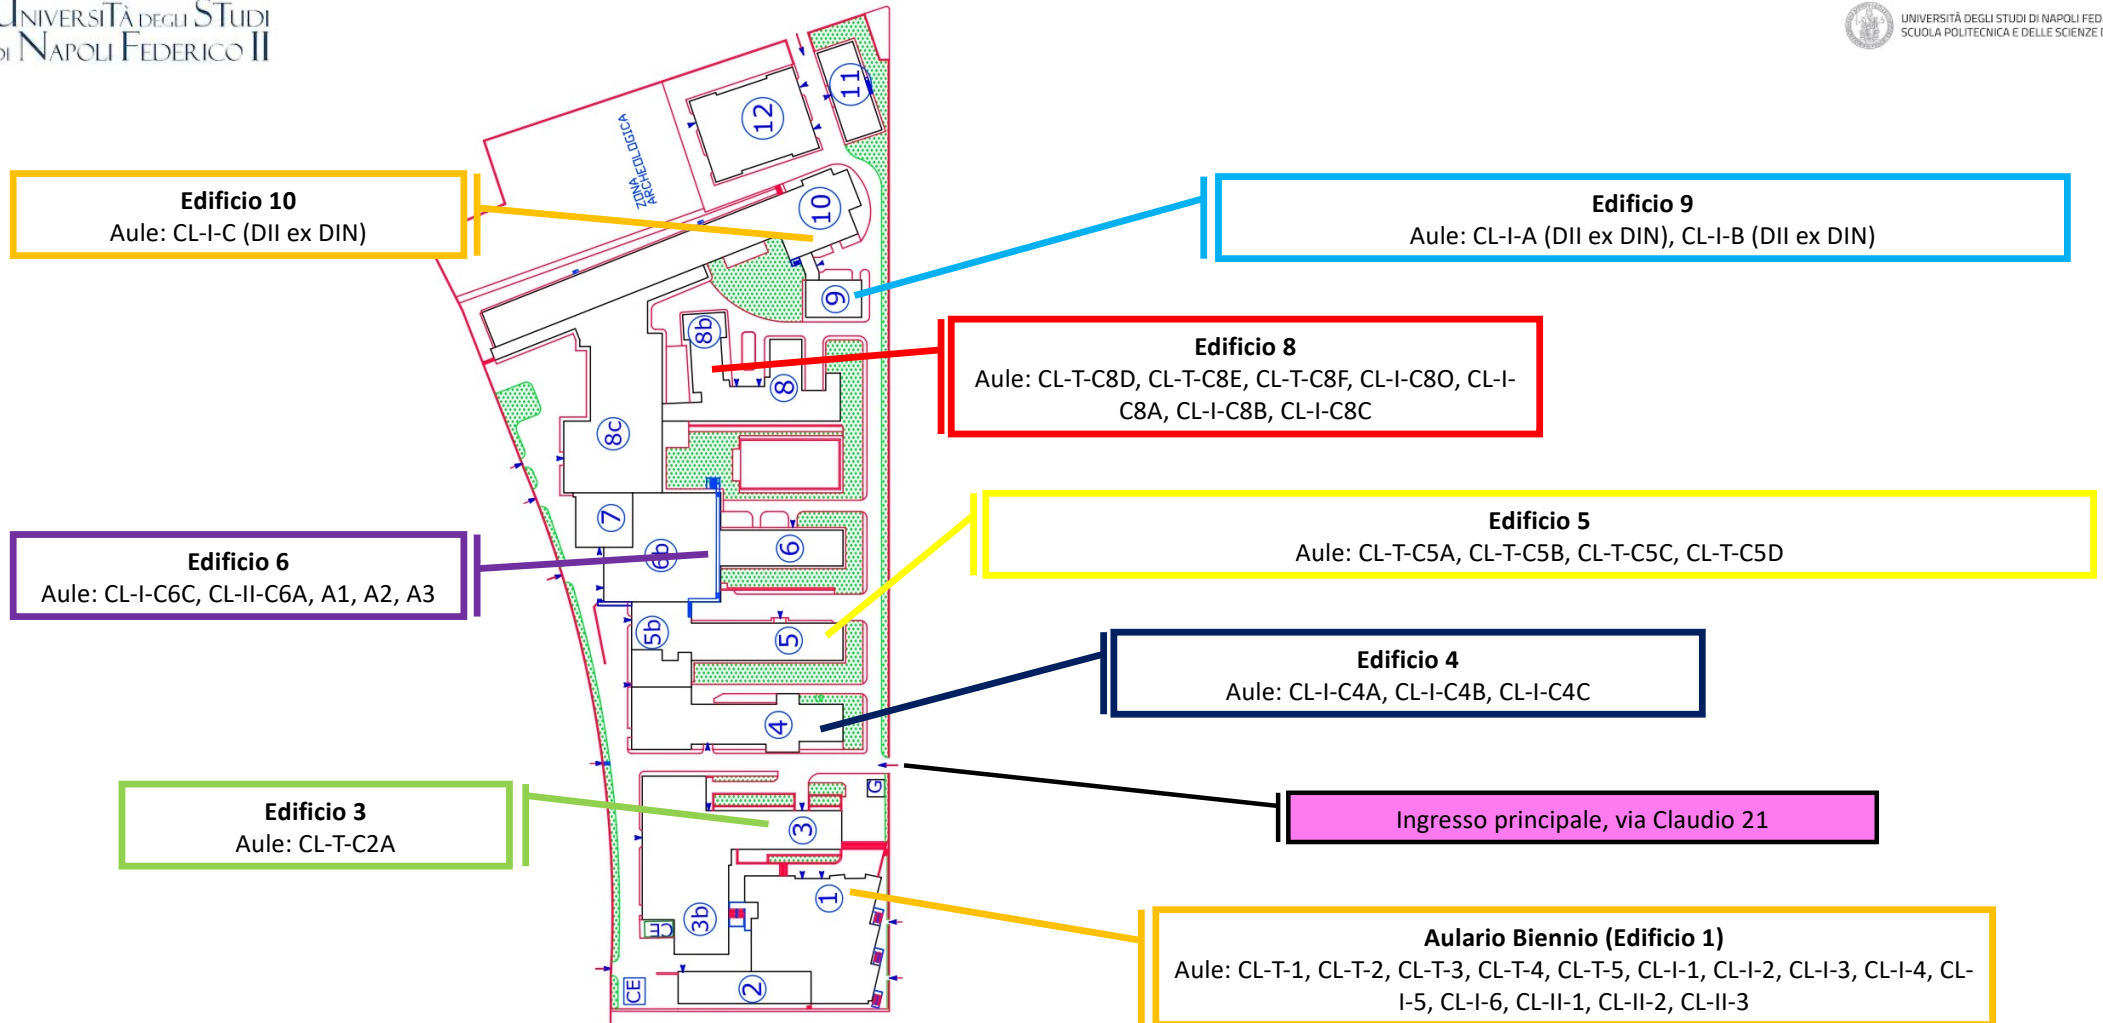 UNIVERSITÀ DEGLI STUDI
DI NAPOLI FEDERICO II
UNIVERSITÀ DEGLI STUDI DI NAPOLI FED
SCUOLA POLITECNICA E DELLE SCIENZE
11
12
ZONA
ARCHEOLOGICA
Edificio 10
Aule: CL-I-C (DII ex DIN)
10
Edificio 9
Aule: CL-I-A (DII ex DIN), CL-I-B (DII ex DIN)
9
8b
8
Edificio 8
Aule: CL-T-C8D, CL-T-C8E, CL-T-C8F, CL-I-C8O, CL-I-
C8A, CL-I-C8B, CL-I-C8C
8c
7
6b
6
Edificio 6
Aule: CL-I-C6C, CL-II-C6A, A1, A2, A3
Edificio 5
Aule: CL-T-C5A, CL-T-C5B, CL-T-C5C, CL-T-C5D
5b
5
Edificio 4
Aule: CL-I-C4A, CL-I-C4B, CL-I-C4C
4
G
Ingresso principale, via Claudio 21
Edificio 3
Aule: CL-T-C2A
3
1
3b
CE
Aulario Biennio (Edificio 1)
Aule: CL-T-1, CL-T-2, CL-T-3, CL-T-4, CL-T-5, CL-I-1, CL-I-2, CL-I-3, CL-I-4, CL-
I-5, CL-I-6, CL-II-1, CL-II-2, CL-II-3
CE
2